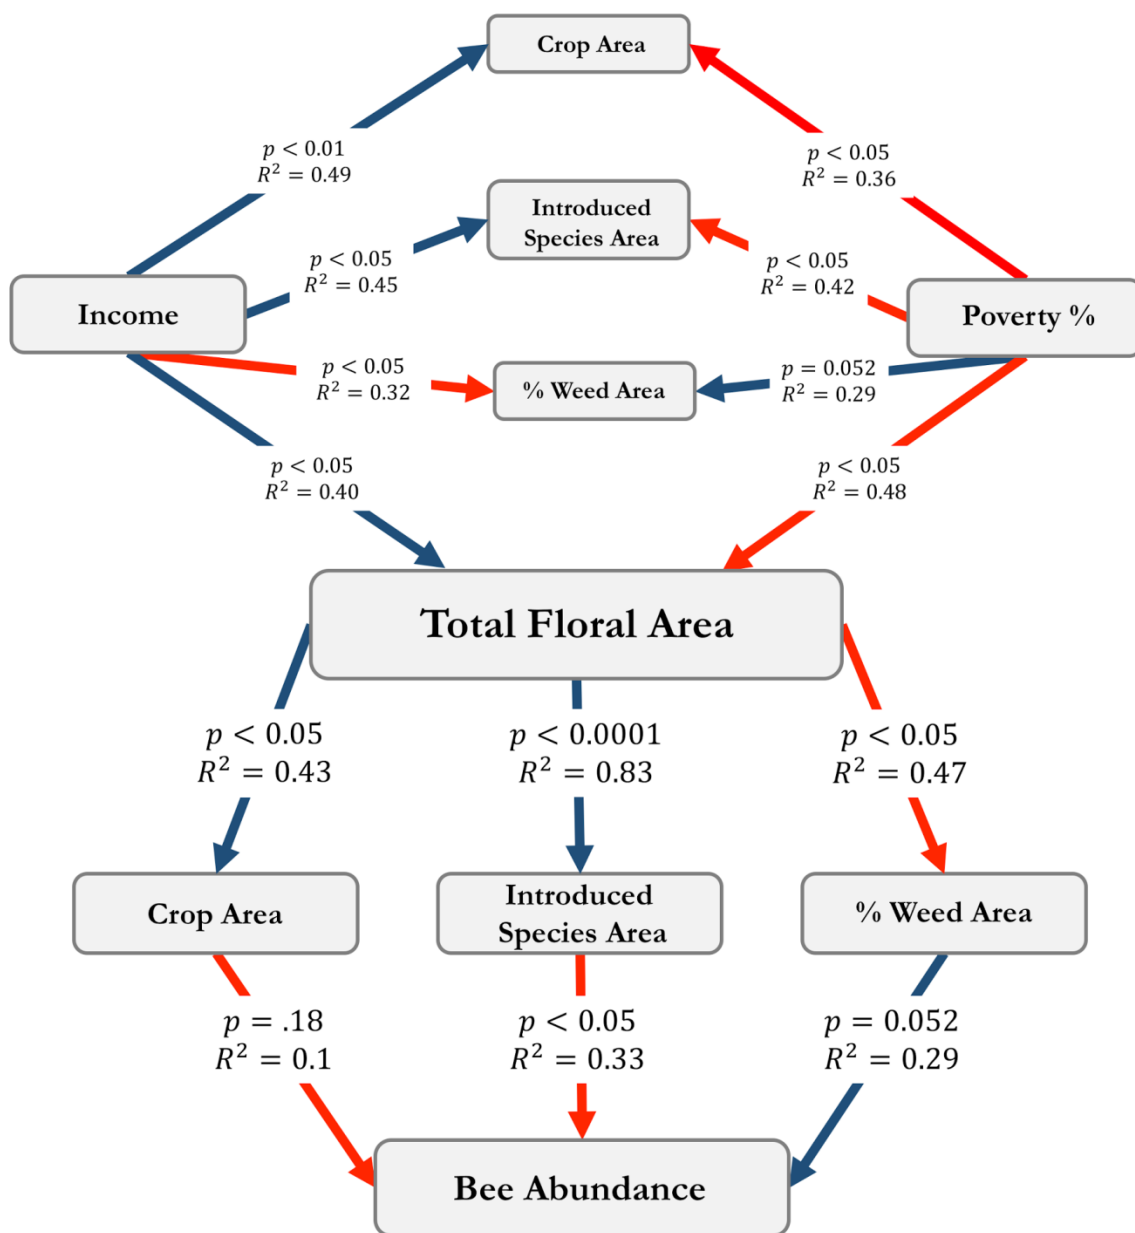 Crop Area
p < 0.01
R² = 0.49
p < 0.05
R² = 0.36
Introduced
Species Area
p < 0.05
R² = 0.45
p < 0.05
R² = 0.42
Income
Poverty %
p < 0.05
R² = 0.32
% Weed Area
p = 0.052
R² = 0.29
p < 0.05
R² = 0.40
p < 0.05
R² = 0.48
Total Floral Area
p < 0.05
R² = 0.43
p < 0.0001
R² = 0.83
p < 0.05
R² = 0.47
Crop Area
Introduced
Species Area
% Weed Area
p = .18
R² = 0.1
p < 0.05
R² = 0.33
p = 0.052
R² = 0.29
Bee Abundance